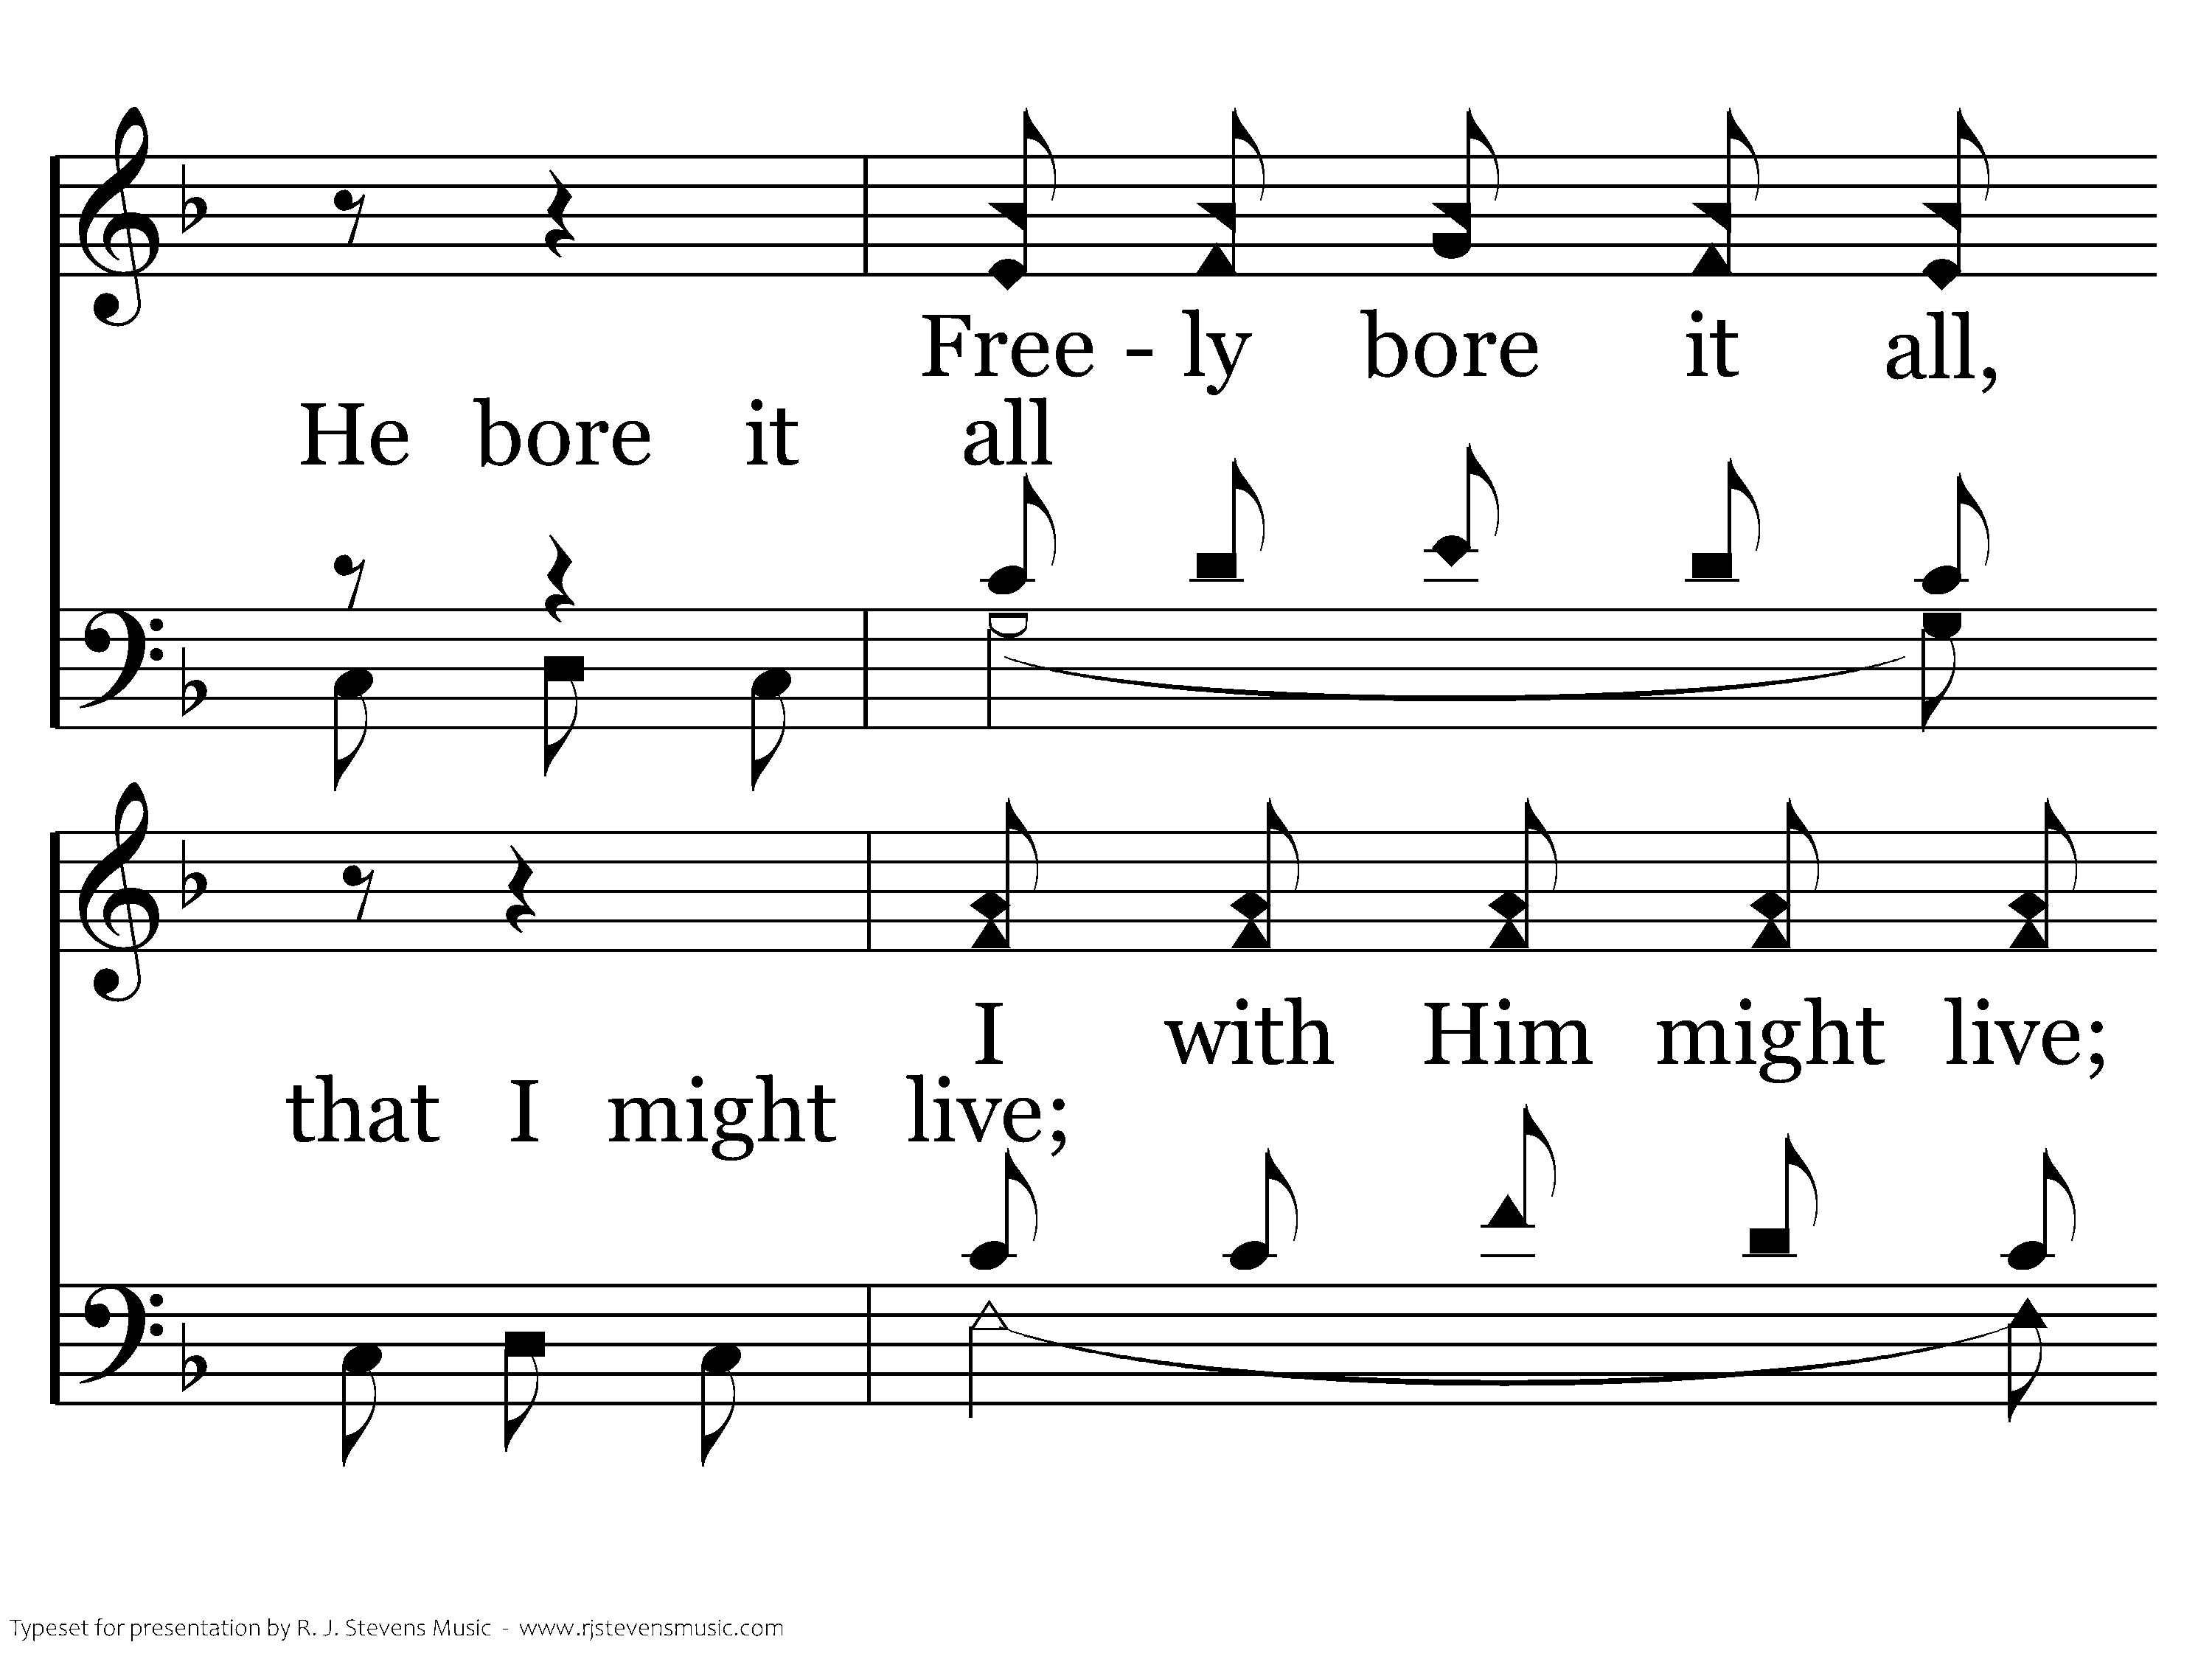 Free - ly bore it all,
He bore it all
I with Him might live;
that I might live;
Typeset for presentation by R. J. Stevens Music - www.rjstevensmusic.com